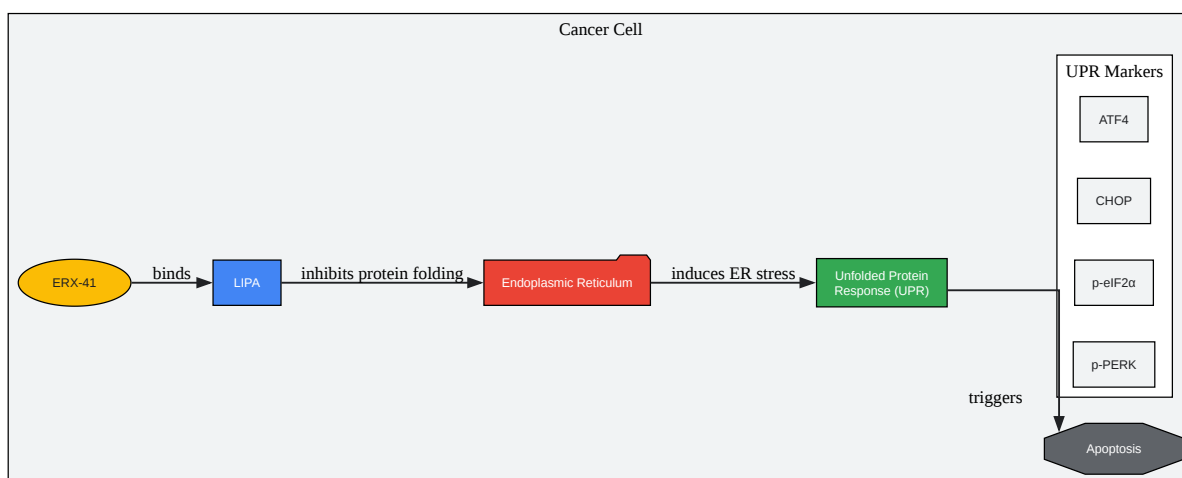 Cancer Cell
UPR Markers
ATF4
CHOP
p-eIF2α
p-PERK
ERX-41
binds
LIPA
inhibits protein folding
Endoplasmic Reticulum
induces ER stress
Unfolded Protein
Response (UPR)
triggers
Apoptosis